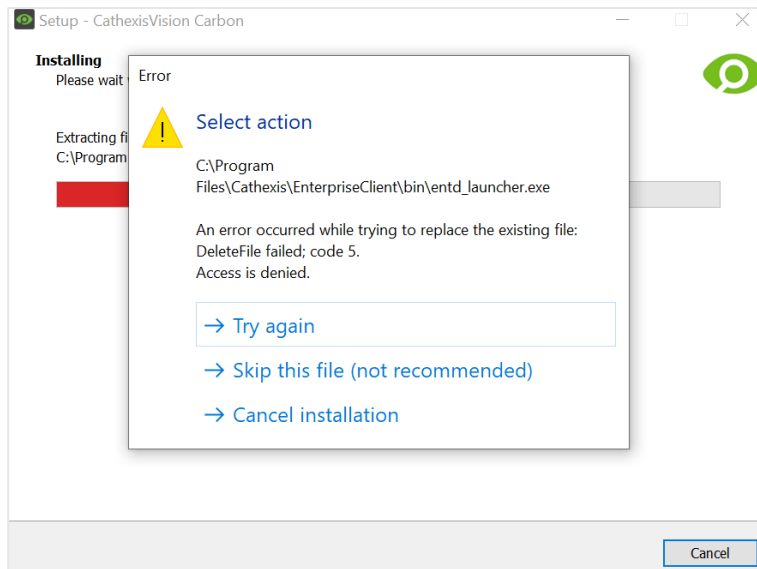 Setup - CathexisVision Carbon
Installing
Please wait
Extracting fi
C:\Program
Error
Select action
C:\Program
Files\Cathexis\EnterpriseClient\bin\entd_launcher.exe
An error occurred while trying to replace the existing file:
DeleteFile failed; code 5.
Access is denied.
→ Try again
→ Skip this file (not recommended)
→ Cancel installation
Cancel